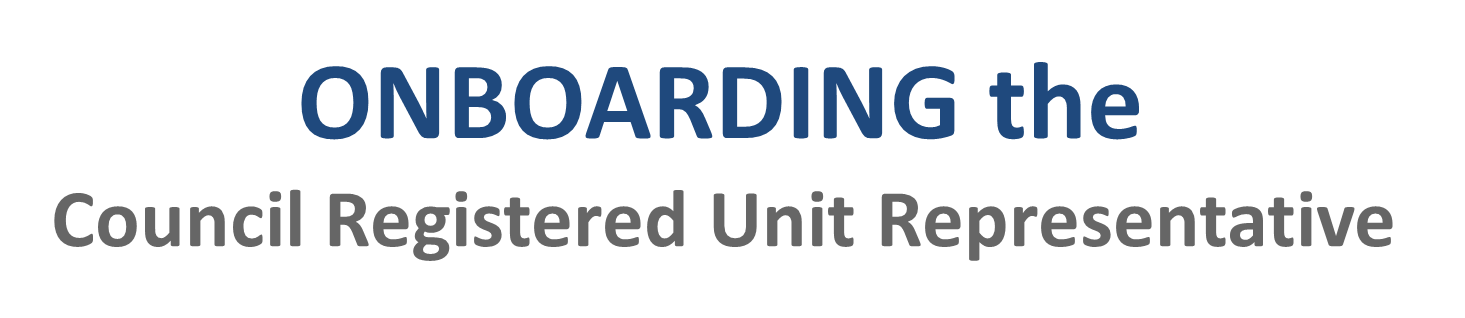 ONBOARDING the
Council Registered Unit Representative